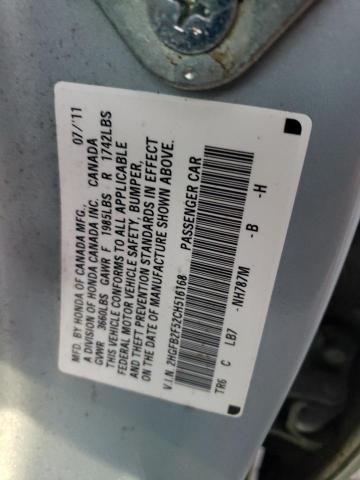 MFD. BY HONDA OF CANADA MFG., 07/'11
A DIVISION OF HONDA CANADA INC. CANADA
GVWR 3660LBS GAWR F 1985LBS R 1742LBS
THIS VEHICLE CONFORMS TO ALL APPLICABLE
FEDERAL MOTOR VEHICLE SAFETY, BUMPER,
AND THEFT PREVENTION STANDARDS IN EFFECT
ON THE DATE OF MANUFACTURE SHOWN ABOVE.
V.I.N. 2HGFB2F52CH516168 PASSENGER CAR
TR6 C LB7 -NH787M -B -H